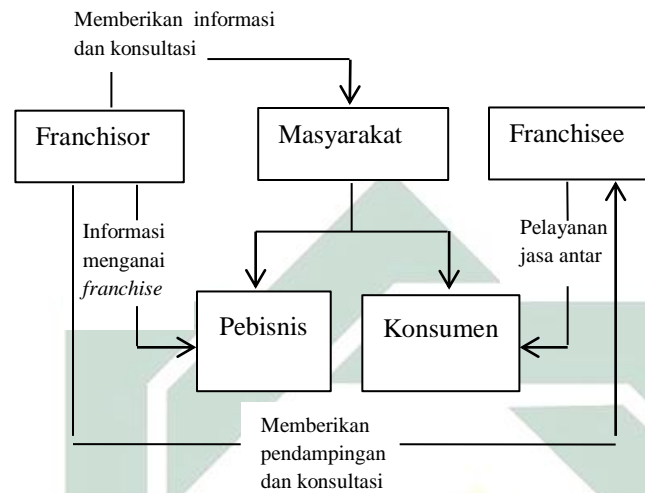 Memberikan informasi
dan konsultasi
Franchisor
Masyarakat
Franchisee
Informasi
menganai
franchise
Pelayanan
jasa antar
Pebisnis
Konsumen
Memberikan
pendampingan
dan konsultasi